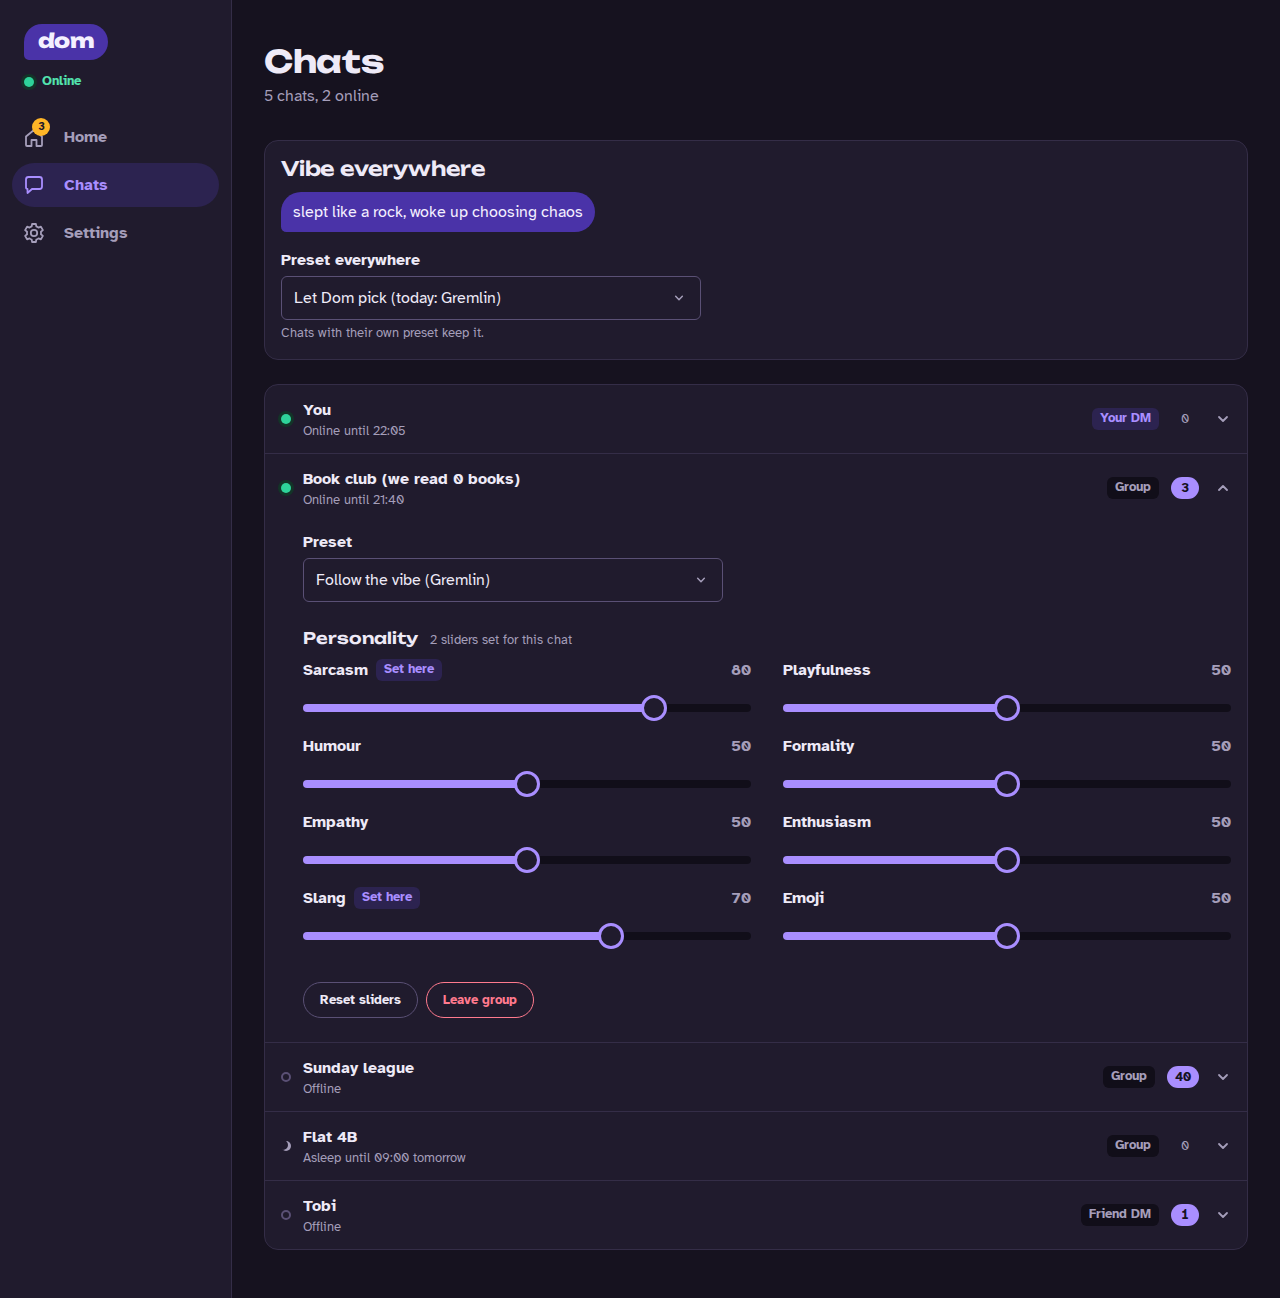 dom
Online
3
Home
Chats
Settings
Chats
5 chats, 2 online
Vibe everywhere
slept like a rock, woke up choosing chaos
Preset everywhere
Let Dom pick (today: Gremlin)
Chats with their own preset keep it.
You
Online until 22:05
Your DM
0
Book club (we read 0 books)
Online until 21:40
Group
3
Preset
Follow the vibe (Gremlin)
Personality 2 sliders set for this chat
Sarcasm Set here 80
Playfulness 50
Humour 50
Formality 50
Empathy 50
Enthusiasm 50
Slang Set here 70
Emoji 50
Reset sliders
Leave group
Sunday league
Offline
Group
40
Flat 4B
Asleep until 09:00 tomorrow
Group
0
Tobi
Offline
Friend DM
1